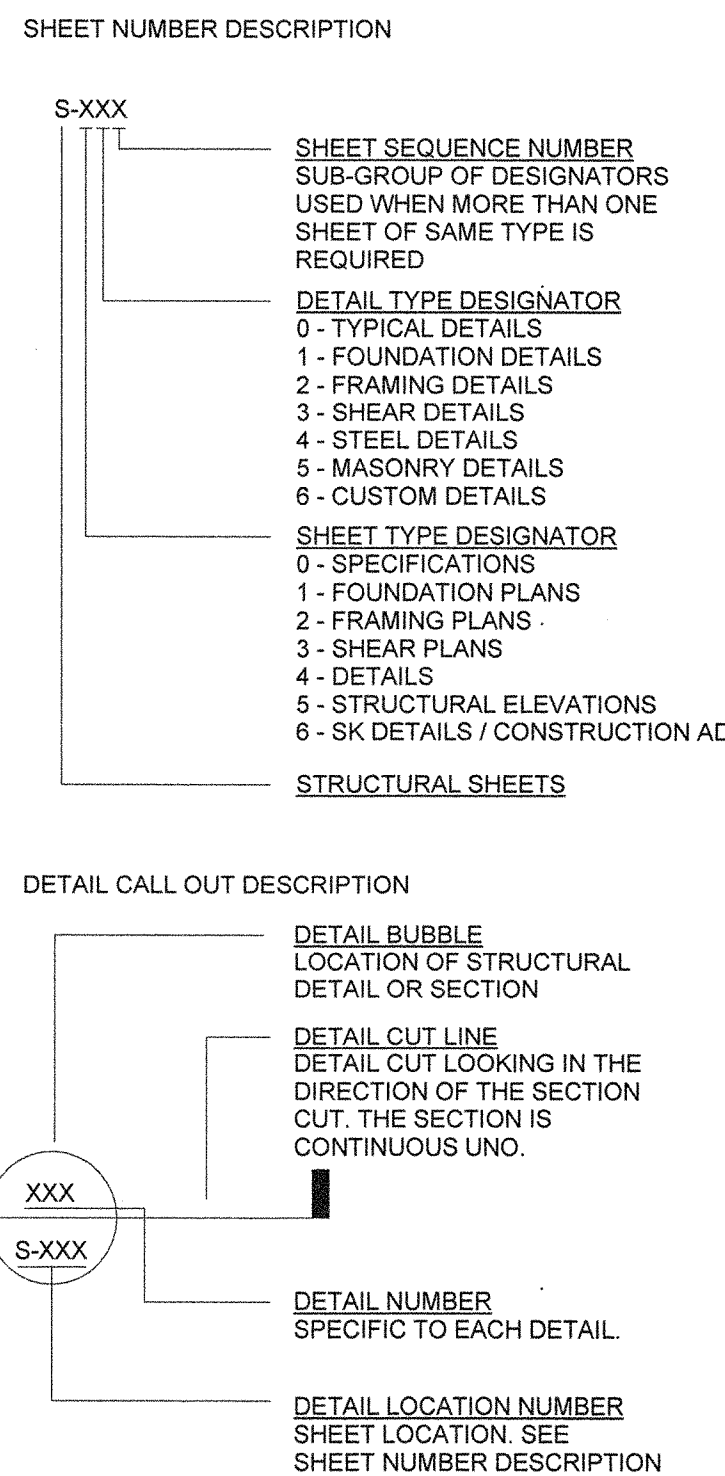 SHEET NUMBER DESCRIPTION
S-XXX
SHEET SEQUENCE NUMBER
SUB-GROUP OF DESIGNATORS
USED WHEN MORE THAN ONE
SHEET OF SAME TYPE IS
REQUIRED
DETAIL TYPE DESIGNATOR
0 - TYPICAL DETAILS
1 - FOUNDATION DETAILS
2 - FRAMING DETAILS
3 - SHEAR DETAILS
4 - STEEL DETAILS
5 - MASONRY DETAILS
6 - CUSTOM DETAILS
SHEET TYPE DESIGNATOR
0 - SPECIFICATIONS
1 - FOUNDATION PLANS
2 - FRAMING PLANS
3 - SHEAR PLANS
4 - DETAILS
5 - STRUCTURAL ELEVATIONS
6 - SK DETAILS / CONSTRUCTION AD
STRUCTURAL SHEETS
DETAIL CALL OUT DESCRIPTION
DETAIL BUBBLE
LOCATION OF STRUCTURAL
DETAIL OR SECTION
DETAIL CUT LINE
DETAIL CUT LOOKING IN THE
DIRECTION OF THE SECTION
CUT. THE SECTION IS
CONTINUOUS UNO.
XXX
S-XXX
DETAIL NUMBER
SPECIFIC TO EACH DETAIL.
DETAIL LOCATION NUMBER
SHEET LOCATION. SEE
SHEET NUMBER DESCRIPTION